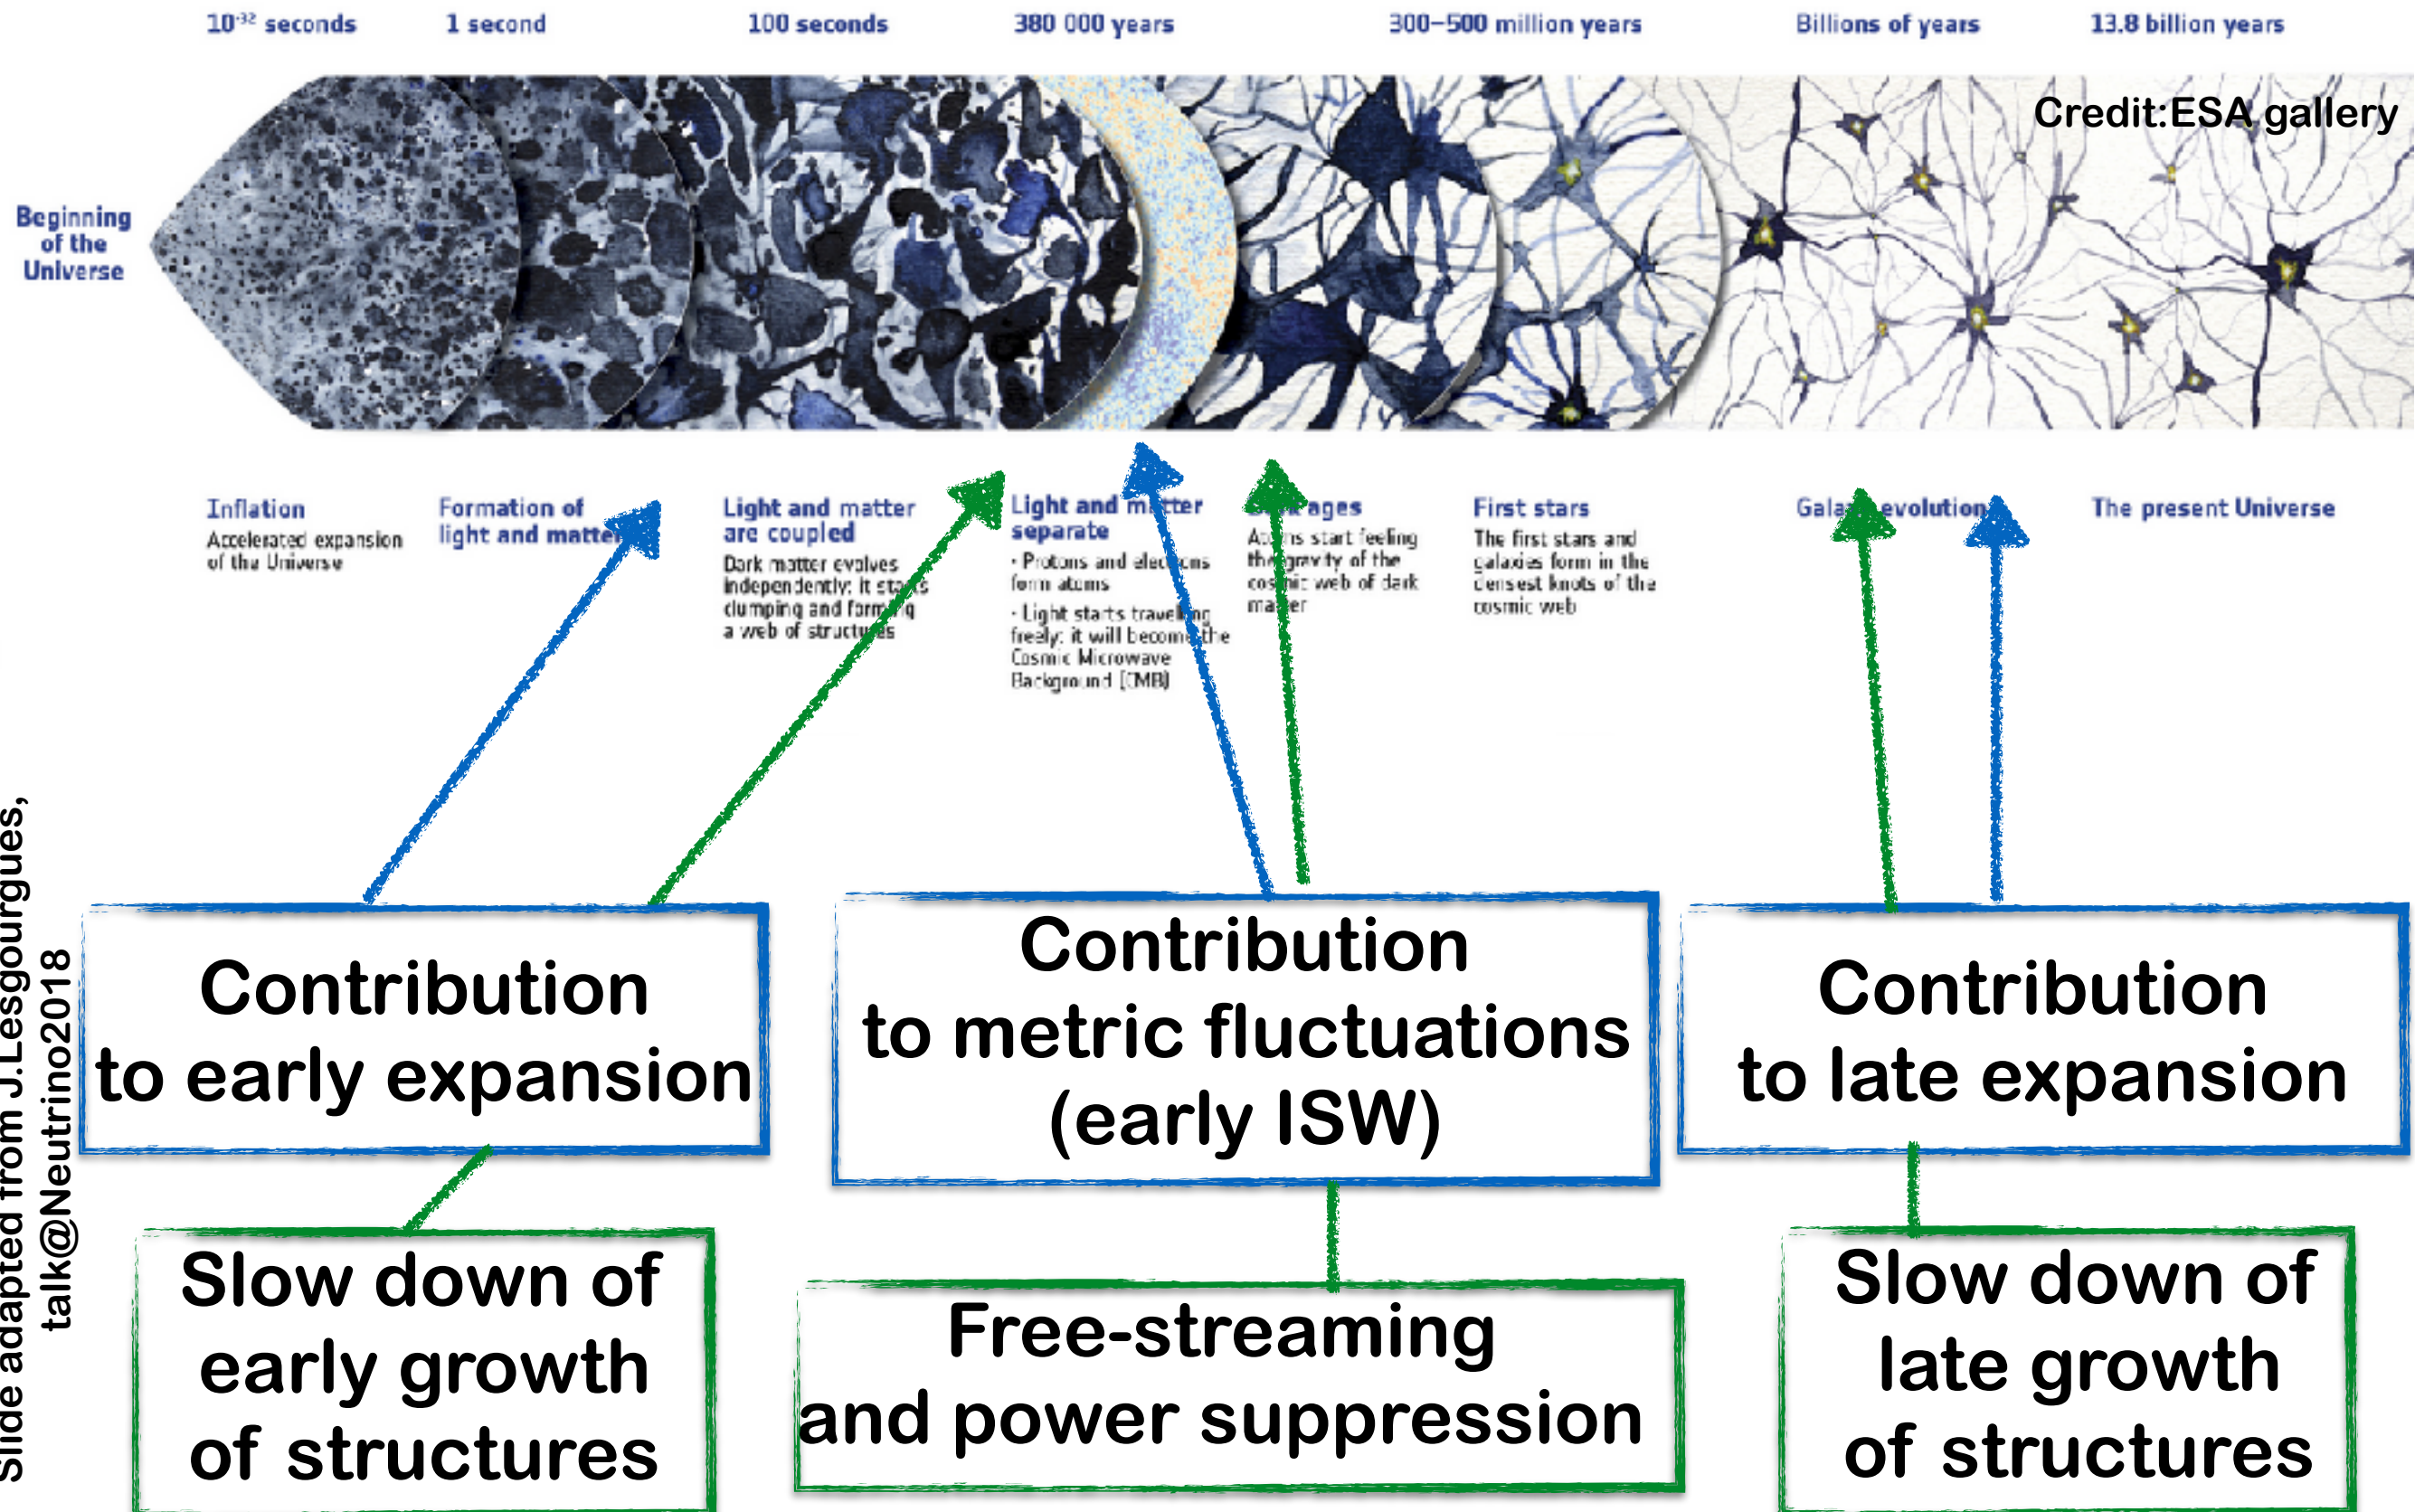 10⁻³² seconds
1 second
100 seconds
380 000 years
300–500 million years
Billions of years
13.8 billion years
Credit:ESA gallery
Beginning
of the
Universe
Inflation
Accelerated expansion
of the Universe
Formation of
light and matter
Light and matter
are coupled
Dark matter evolves
independently: it starts
clumping and forming
a web of structures
Light and matter
separate
• Protons and electrons
form atoms
• Light starts travelling
freely: it will become the
Cosmic Microwave
Background (CMB)
ages
Atoms start feeling
the gravity of the
cosmic web of dark
matter
First stars
The first stars and
galaxies form in the
densest knots of the
cosmic web
Galaxy evolution
The present Universe
Slide adapted from J.Lesgourgues,
talk@Neutrino2018
Contribution
to early expansion
Contribution
to metric fluctuations
(early ISW)
Contribution
to late expansion
Slow down of
early growth
of structures
Free-streaming
and power suppression
Slow down of
late growth
of structures